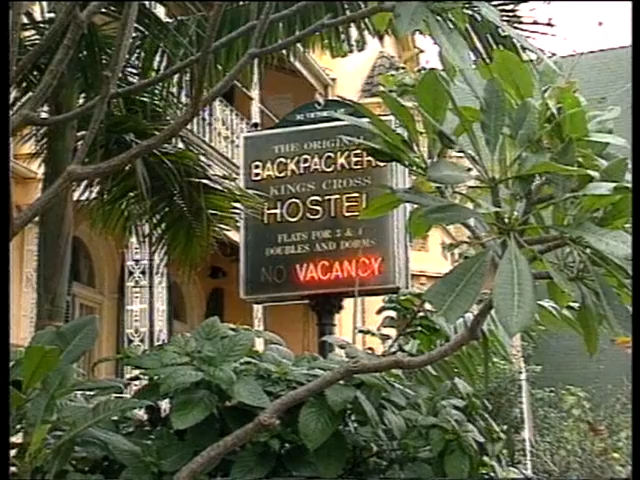 THE ORIGINAL
BACKPACKERS
KINGS CROSS
HOSTEL
FLATS FOR 3 & 4
DOUBLES AND DORMS
NO VACANCY